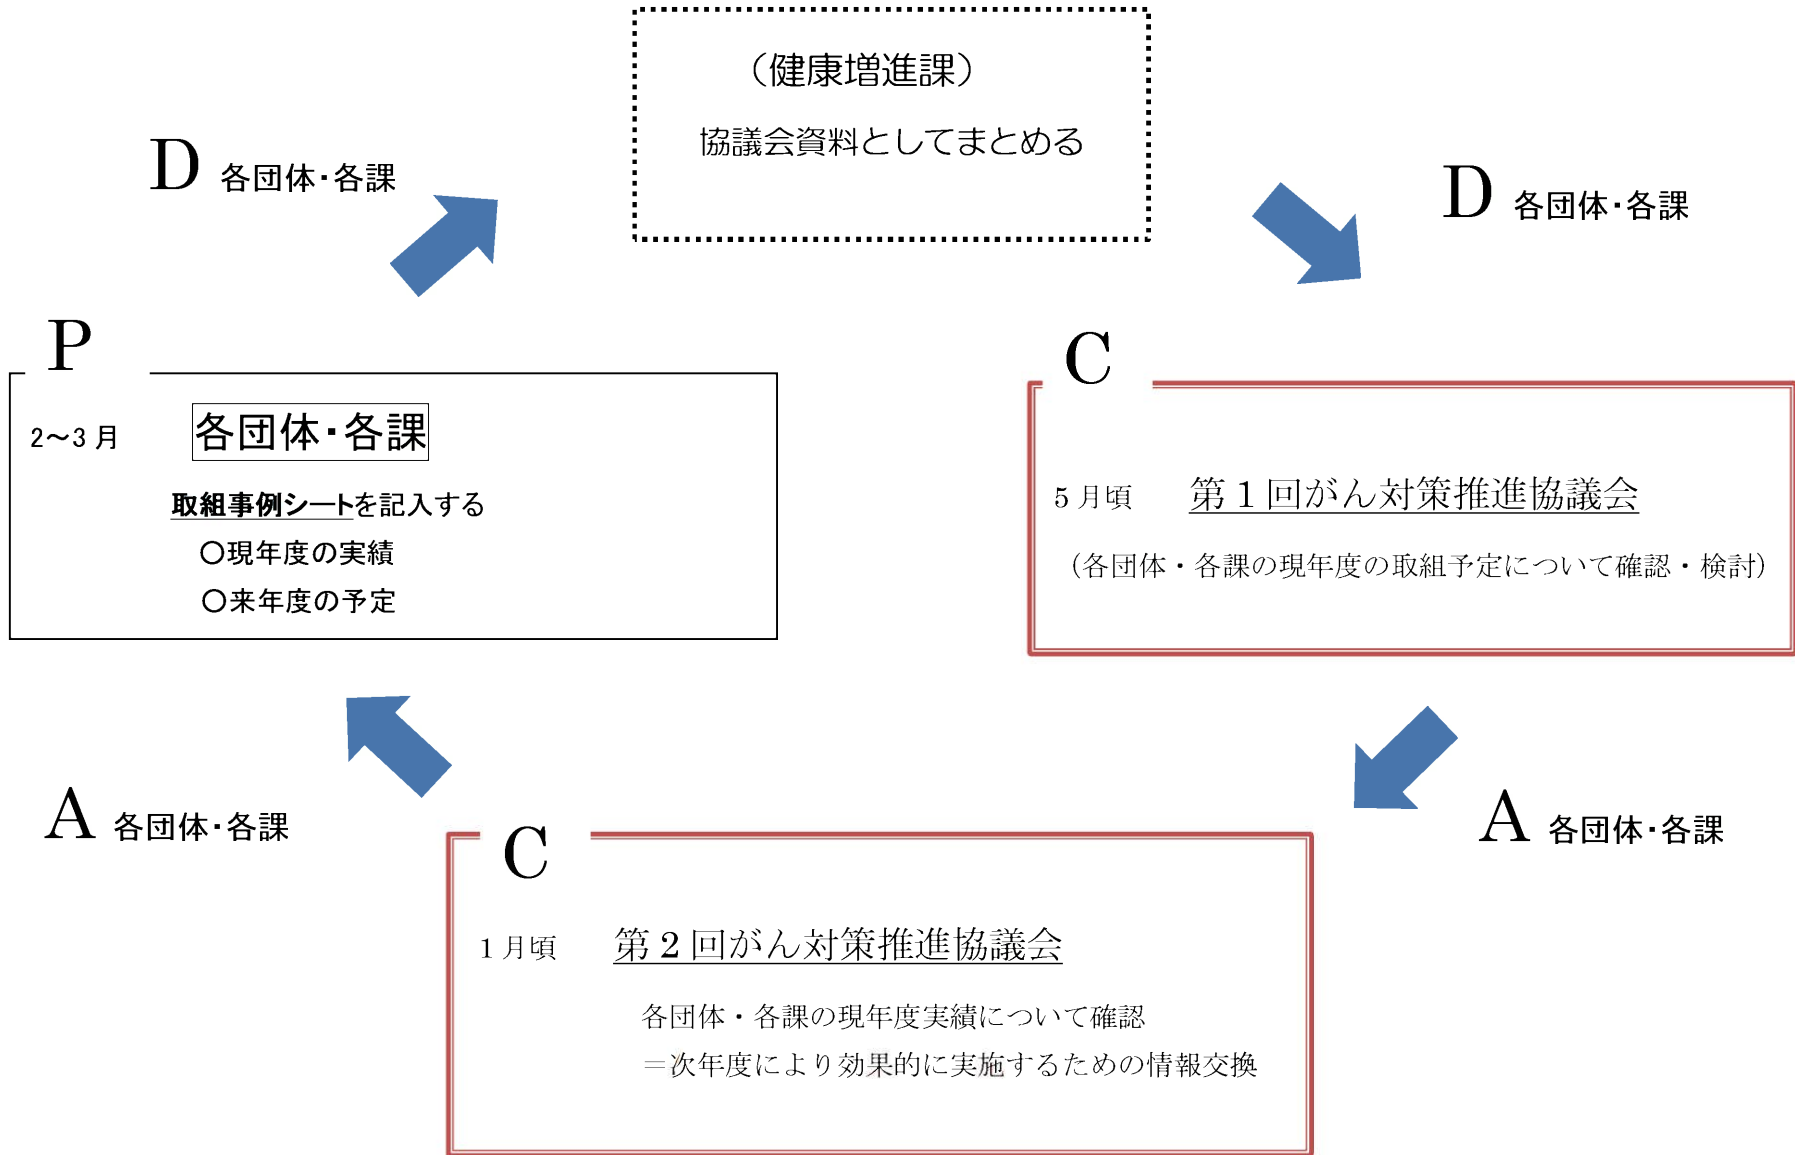 （健康増進課）
協議会資料としてまとめる
D 各団体・各課
D 各団体・各課
P
2～3 月 各団体・各課
取組事例シートを記入する
○現年度の実績
○来年度の予定
C
5 月頃 第 1 回がん対策推進協議会
（各団体・各課の現年度の取組予定について確認・検討）
A 各団体・各課
A 各団体・各課
C
1 月頃 第 2 回がん対策推進協議会
各団体・各課の現年度実績について確認
＝次年度により効果的に実施するための情報交換